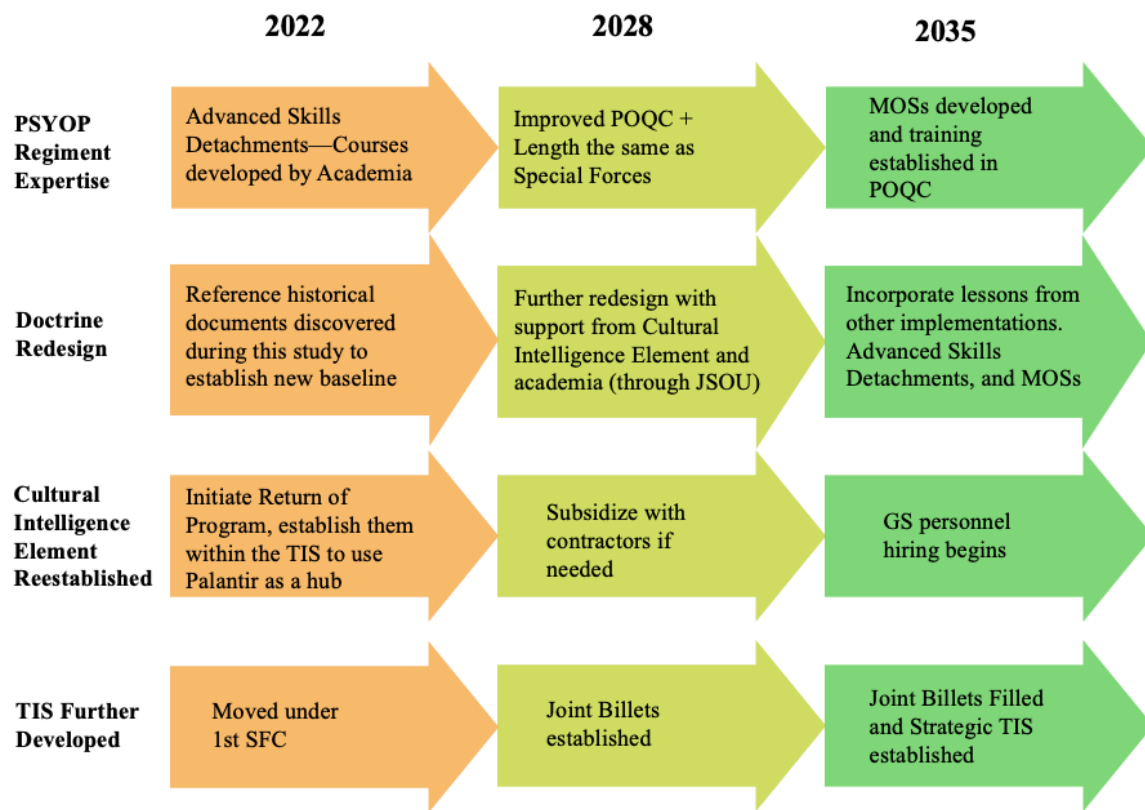 2022
2028
2035
PSYOP
Regiment
Expertise
Advanced Skills
Detachments—Courses
developed by Academia
Improved POQC +
Length the same as
Special Forces
MOSs developed
and training
established in
POQC
Doctrine
Redesign
Reference historical
documents discovered
during this study to
establish new baseline
Further redesign with
support from Cultural
Intelligence Element and
academia (through JSOU)
Incorporate lessons from
other implementations.
Advanced Skills
Detachments, and MOSs
Cultural
Intelligence
Element
Reestablished
Initiate Return of
Program, establish them
within the TIS to use
Palantir as a hub
Subsidize with
contractors if
needed
GS personnel
hiring begins
TIS Further
Developed
Moved under
1st SFC
Joint Billets
established
Joint Billets Filled
and Strategic TIS
established